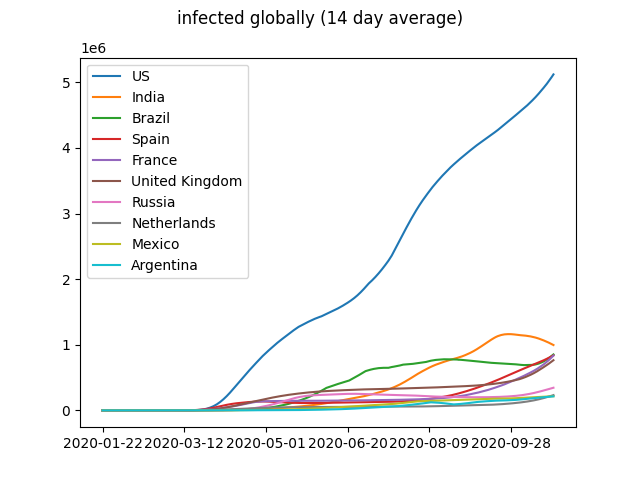 infected globally (14 day average)
1e6
5
4
3
2
1
0
US
India
Brazil
Spain
France
United Kingdom
Russia
Netherlands
Mexico
Argentina
2020-01-22 2020-03-12 2020-05-01 2020-06-20 2020-08-09 2020-09-28